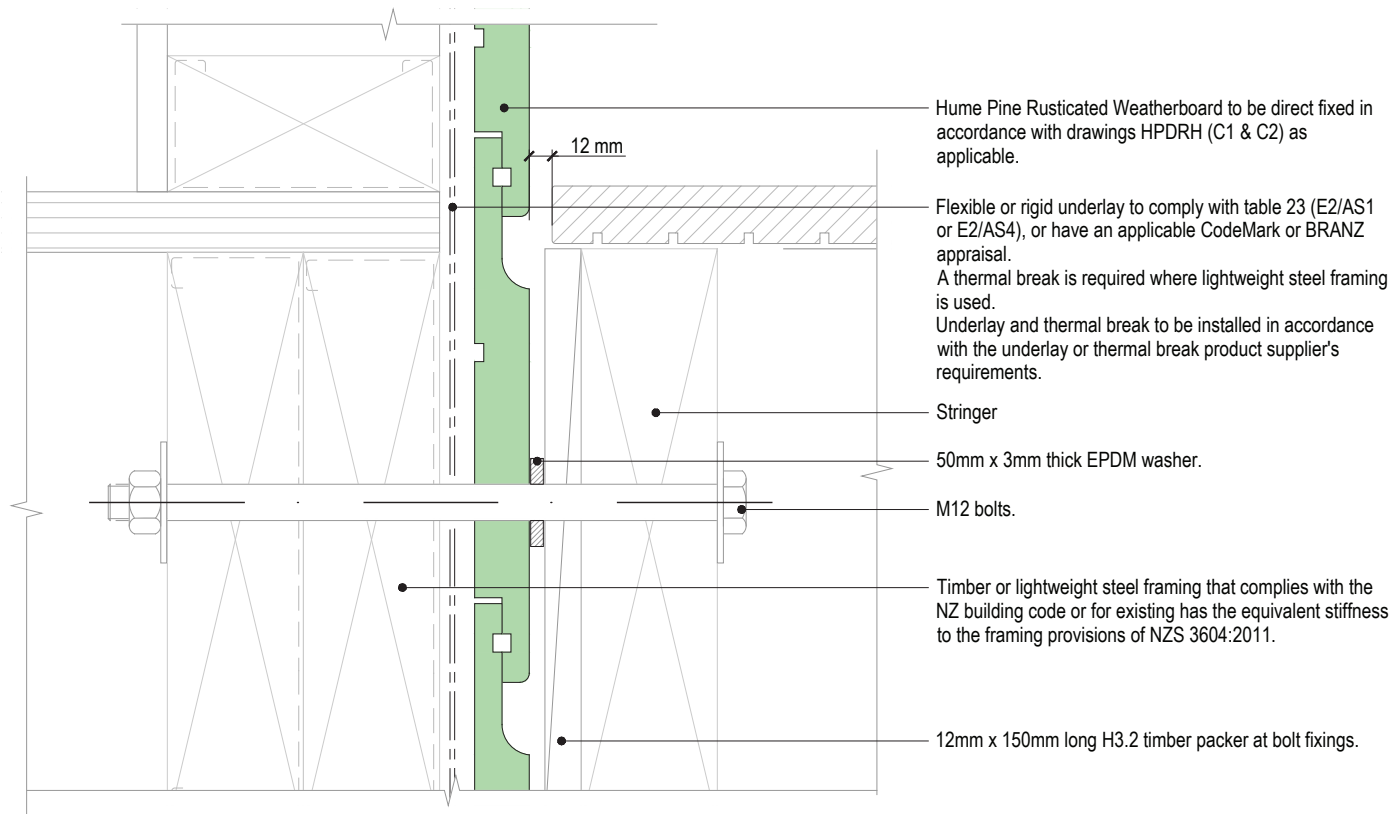 Hume Pine Rusticated Weatherboard to be direct fixed in
accordance with drawings HPDRH (C1 & C2) as
applicable.
12 mm
Flexible or rigid underlay to comply with table 23 (E2/AS1
or E2/AS4), or have an applicable CodeMark or BRANZ
appraisal.
A thermal break is required where lightweight steel framing
is used.
Underlay and thermal break to be installed in accordance
with the underlay or thermal break product supplier's
requirements.
Stringer
50mm x 3mm thick EPDM washer.
M12 bolts.
Timber or lightweight steel framing that complies with the
NZ building code or for existing has the equivalent stiffness
to the framing provisions of NZS 3604:2011.
12mm x 150mm long H3.2 timber packer at bolt fixings.